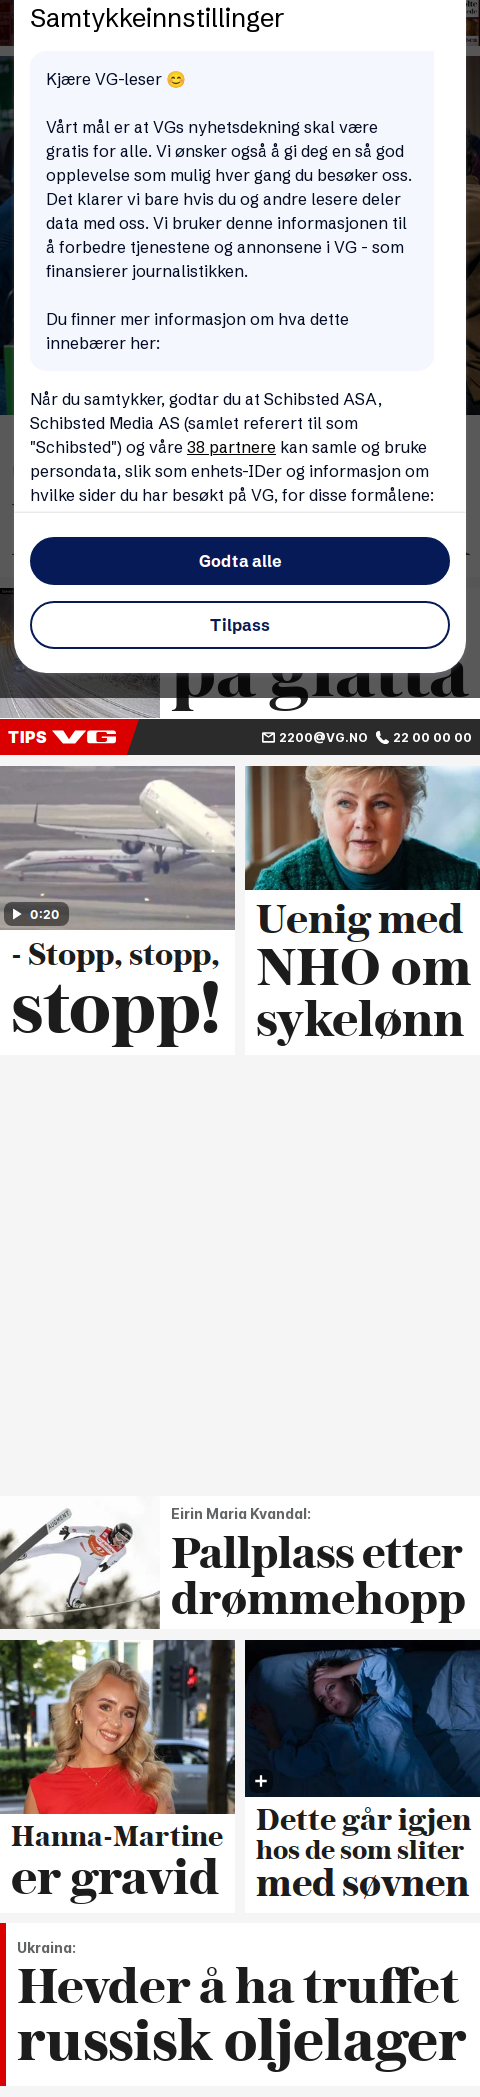 Samtykkeinnstillinger
Kjære VG-leser 😊
Vårt mål er at VGs nyhetsdekning skal være
gratis for alle. Vi ønsker også å gi deg en så god
opplevelse som mulig hver gang du besøker oss.
Det klarer vi bare hvis du og andre lesere deler
data med oss. Vi bruker denne informasjonen til
å forbedre tjenestene og annonsene i VG - som
finansierer journalistikken.
Du finner mer informasjon om hva dette
innebærer her:
Når du samtykker, godtar du at Schibsted ASA,
Schibsted Media AS (samlet referert til som
"Schibsted") og våre 38 partnere kan samle og bruke
persondata, slik som enhets-IDer og informasjon om
hvilke sider du har besøkt på VG, for disse formålene:
Godta alle
Tilpass
på glatta
TIPS VG 2200@VG.NO 22 00 00 00
0:20
- Stopp, stopp,
stopp!
Uenig med
NHO om
sykelønn
Eirin Maria Kvandal:
Pallplass etter
drømmehopp
Hanna-Martine
er gravid
Dette går igjen
hos de som sliter
med søvnen
Ukraina:
Hevder å ha truffet
russisk oljelager